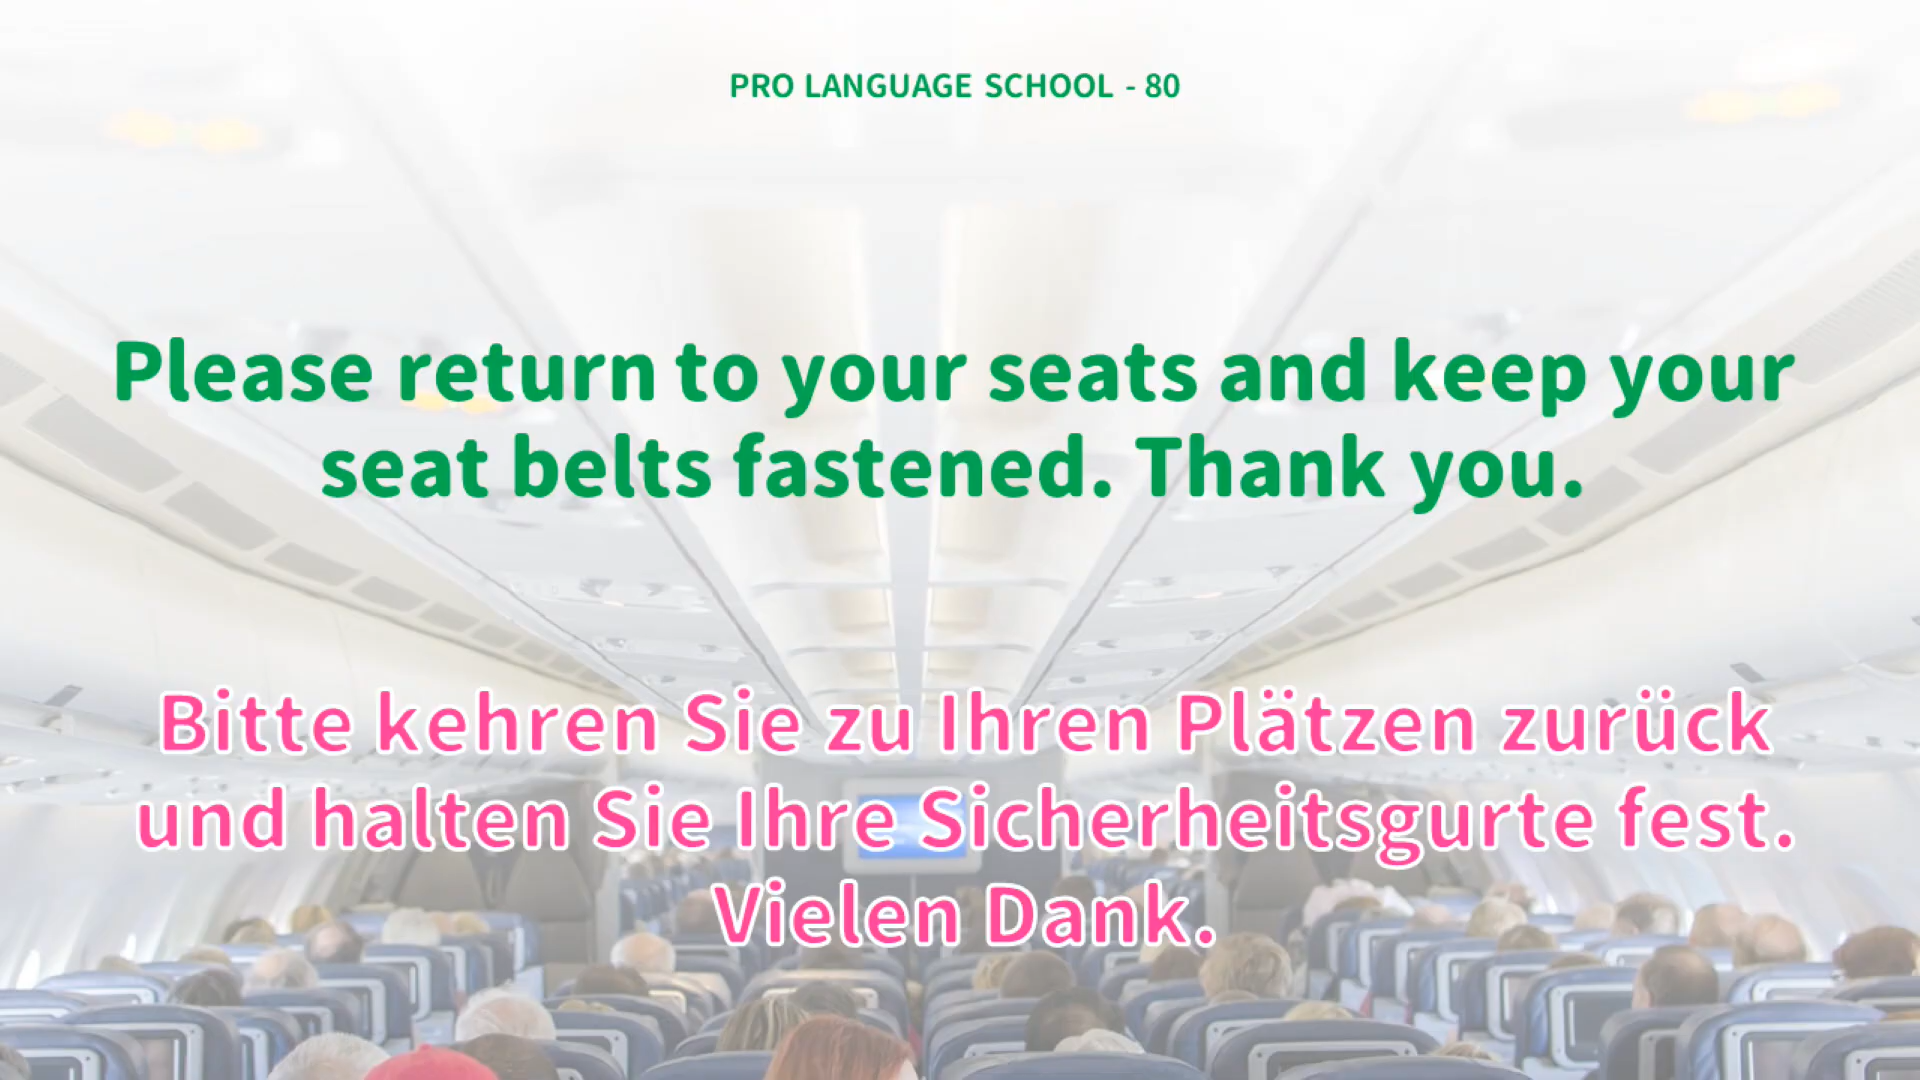 PRO LANGUAGE SCHOOL - 80
Please return to your seats and keep your
seat belts fastened. Thank you.
Bitte kehren Sie zu Ihren Plätzen zurück
und halten Sie Ihre Sicherheitsgurte fest.
Vielen Dank.